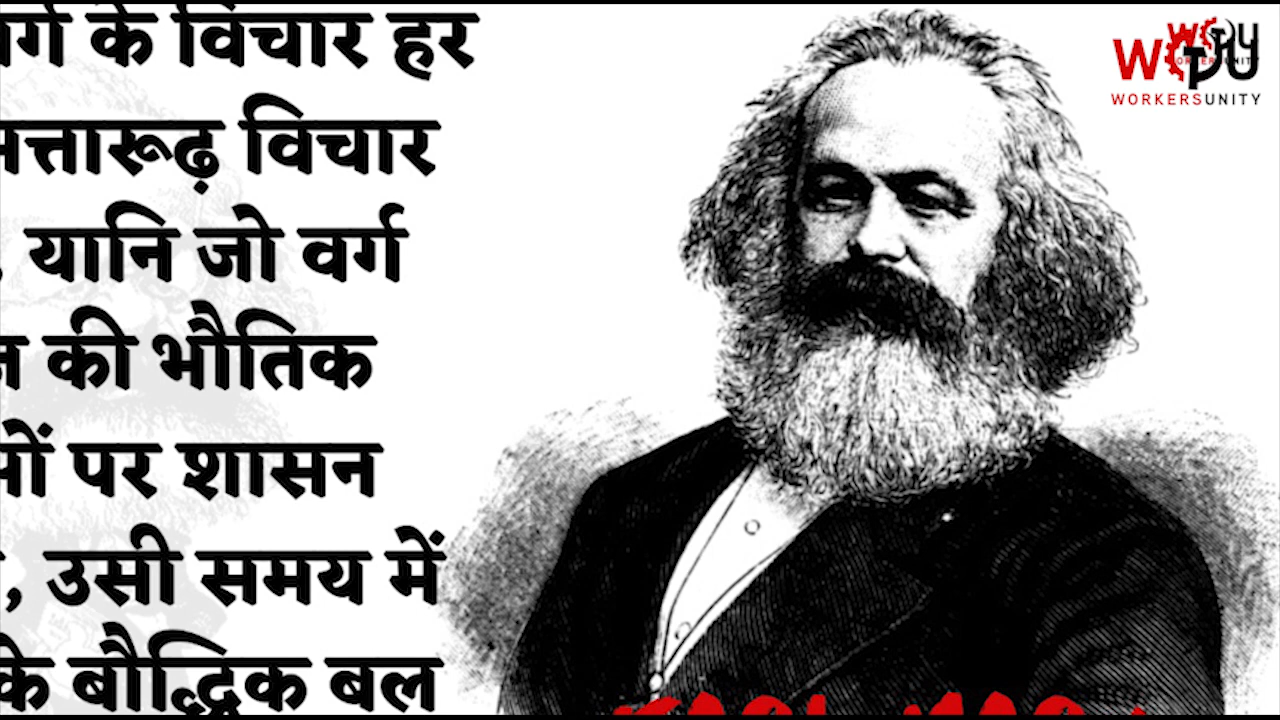 के विचार हर
सत्तारूढ़ विचार
यानि जो वर्ग
की भौतिक
पर शासन
, उसी समय में
के बौद्धिक बल
WORKERSUNITY